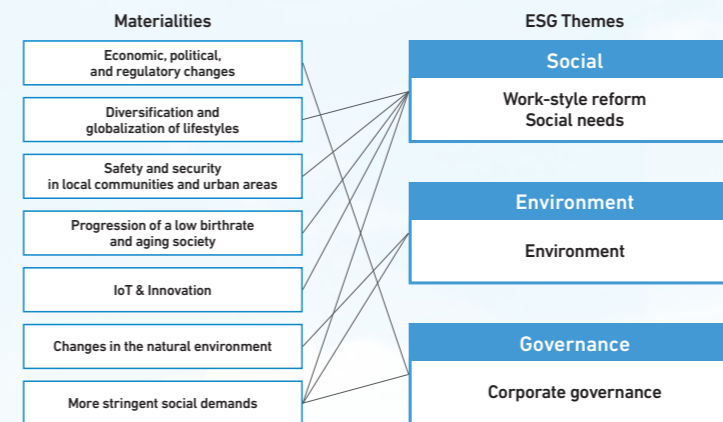 Materialities
Economic, political,
and regulatory changes
Diversification and
globalization of lifestyles
Safety and security
in local communities and urban areas
Progression of a low birthrate
and aging society
IoT & Innovation
Changes in the natural environment
More stringent social demands
ESG Themes
Social
Work-style reform
Social needs
Environment
Environment
Governance
Corporate governance